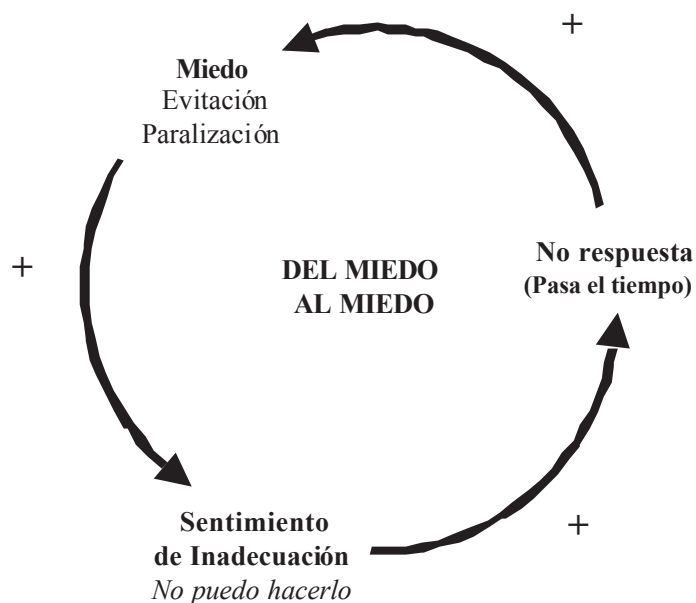 +
Miedo
Evitación
Paralización
+
DEL MIEDO
AL MIEDO
No respuesta
(Pasa el tiempo)
Sentimiento
de Inadecuación
No puedo hacerlo
+